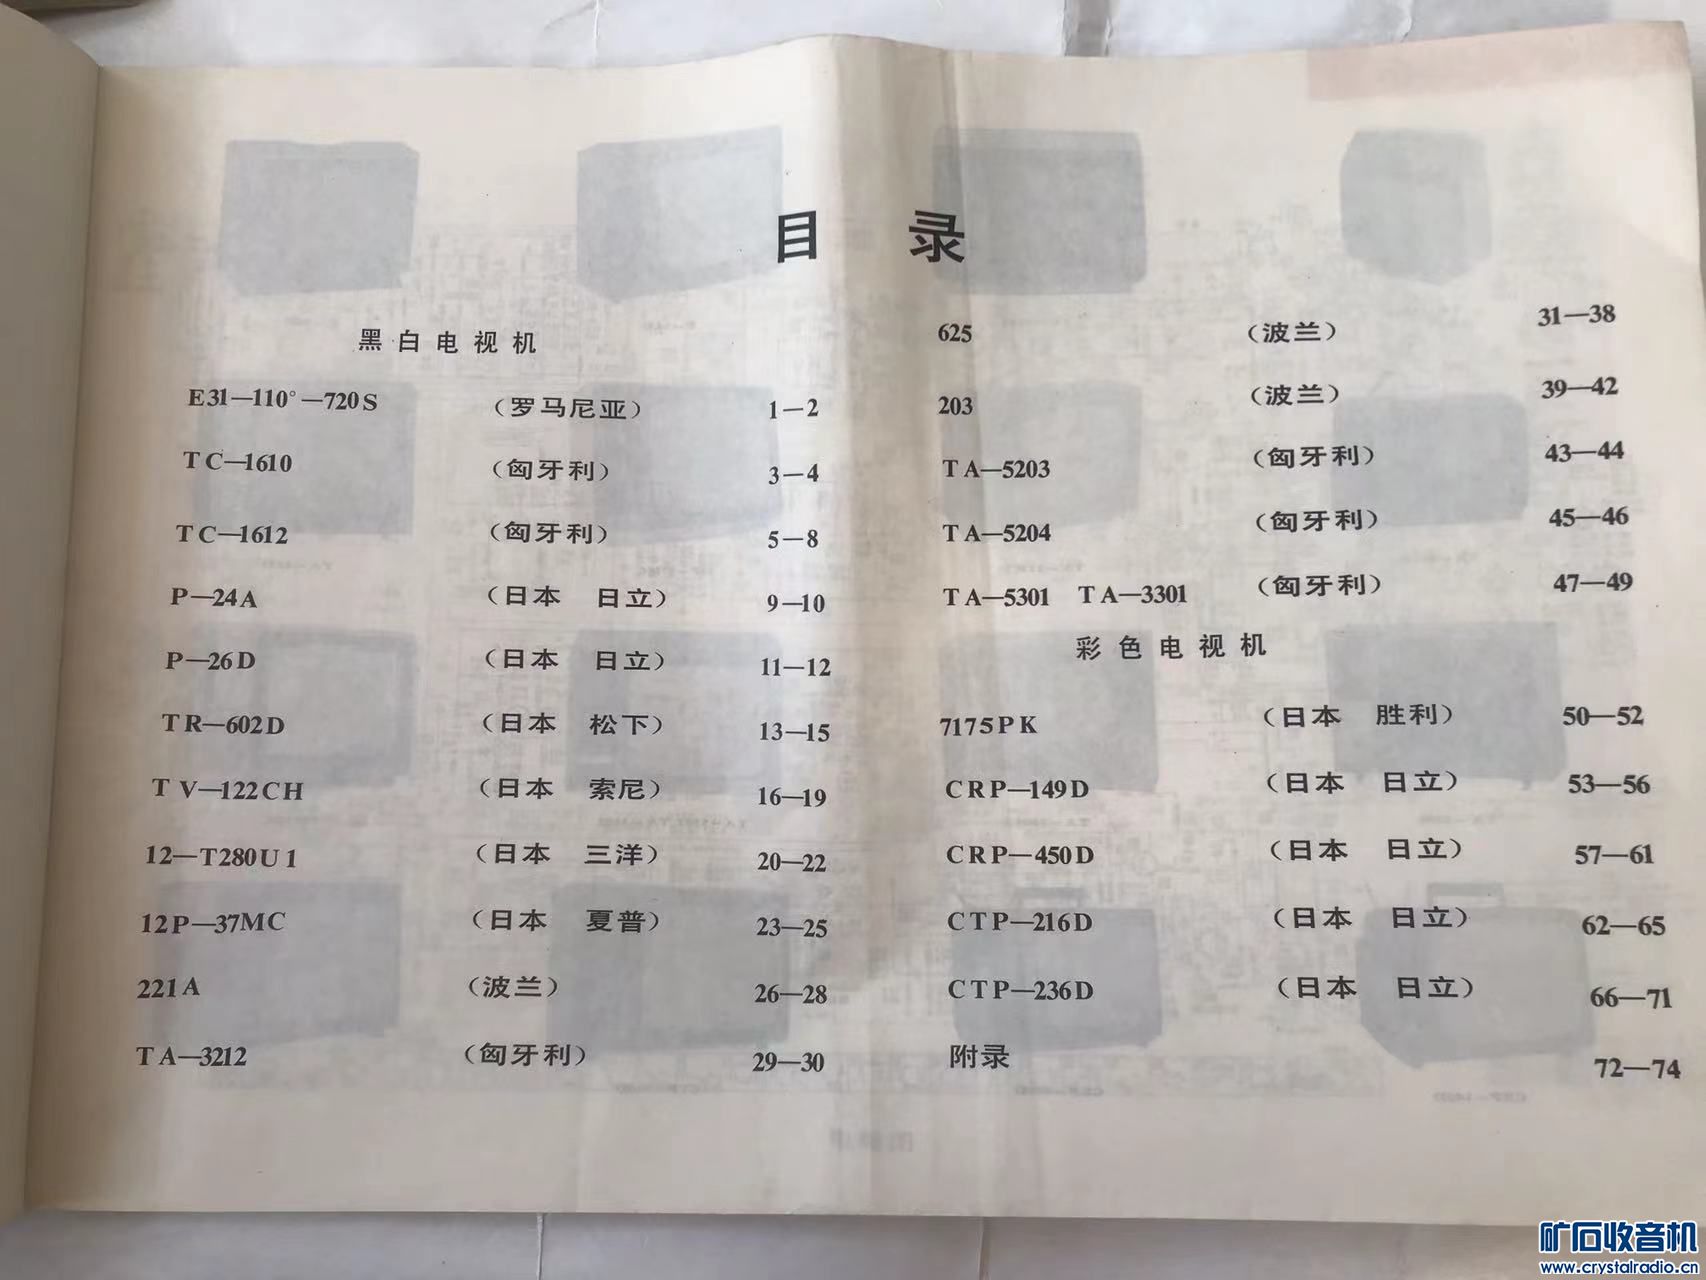 目 录
黑白电视机
E31—110°—720S （罗马尼亚） 1—2
TC—1610 （匈牙利） 3—4
TC—1612 （匈牙利） 5—8
P—24A （日本 日立） 9—10
P—26D （日本 日立） 11—12
TR—602D （日本 松下） 13—15
TV—122CH （日本 索尼） 16—19
12—T280U1 （日本 三洋） 20—22
12P—37MC （日本 夏普） 23—25
221A （波兰） 26—28
TA—3212 （匈牙利） 29—30
625 （波兰） 31—38
203 （波兰） 39—42
TA—5203 （匈牙利） 43—44
TA—5204 （匈牙利） 45—46
TA—5301 TA—3301 （匈牙利） 47—49
彩色电视机
7175PK （日本 胜利） 50—52
CRP—149D （日本 日立） 53—56
CRP—450D （日本 日立） 57—61
CTP—216D （日本 日立） 62—65
CTP—236D （日本 日立） 66—71
附录 72—74
矿石收音机
www.crystalradio.cn